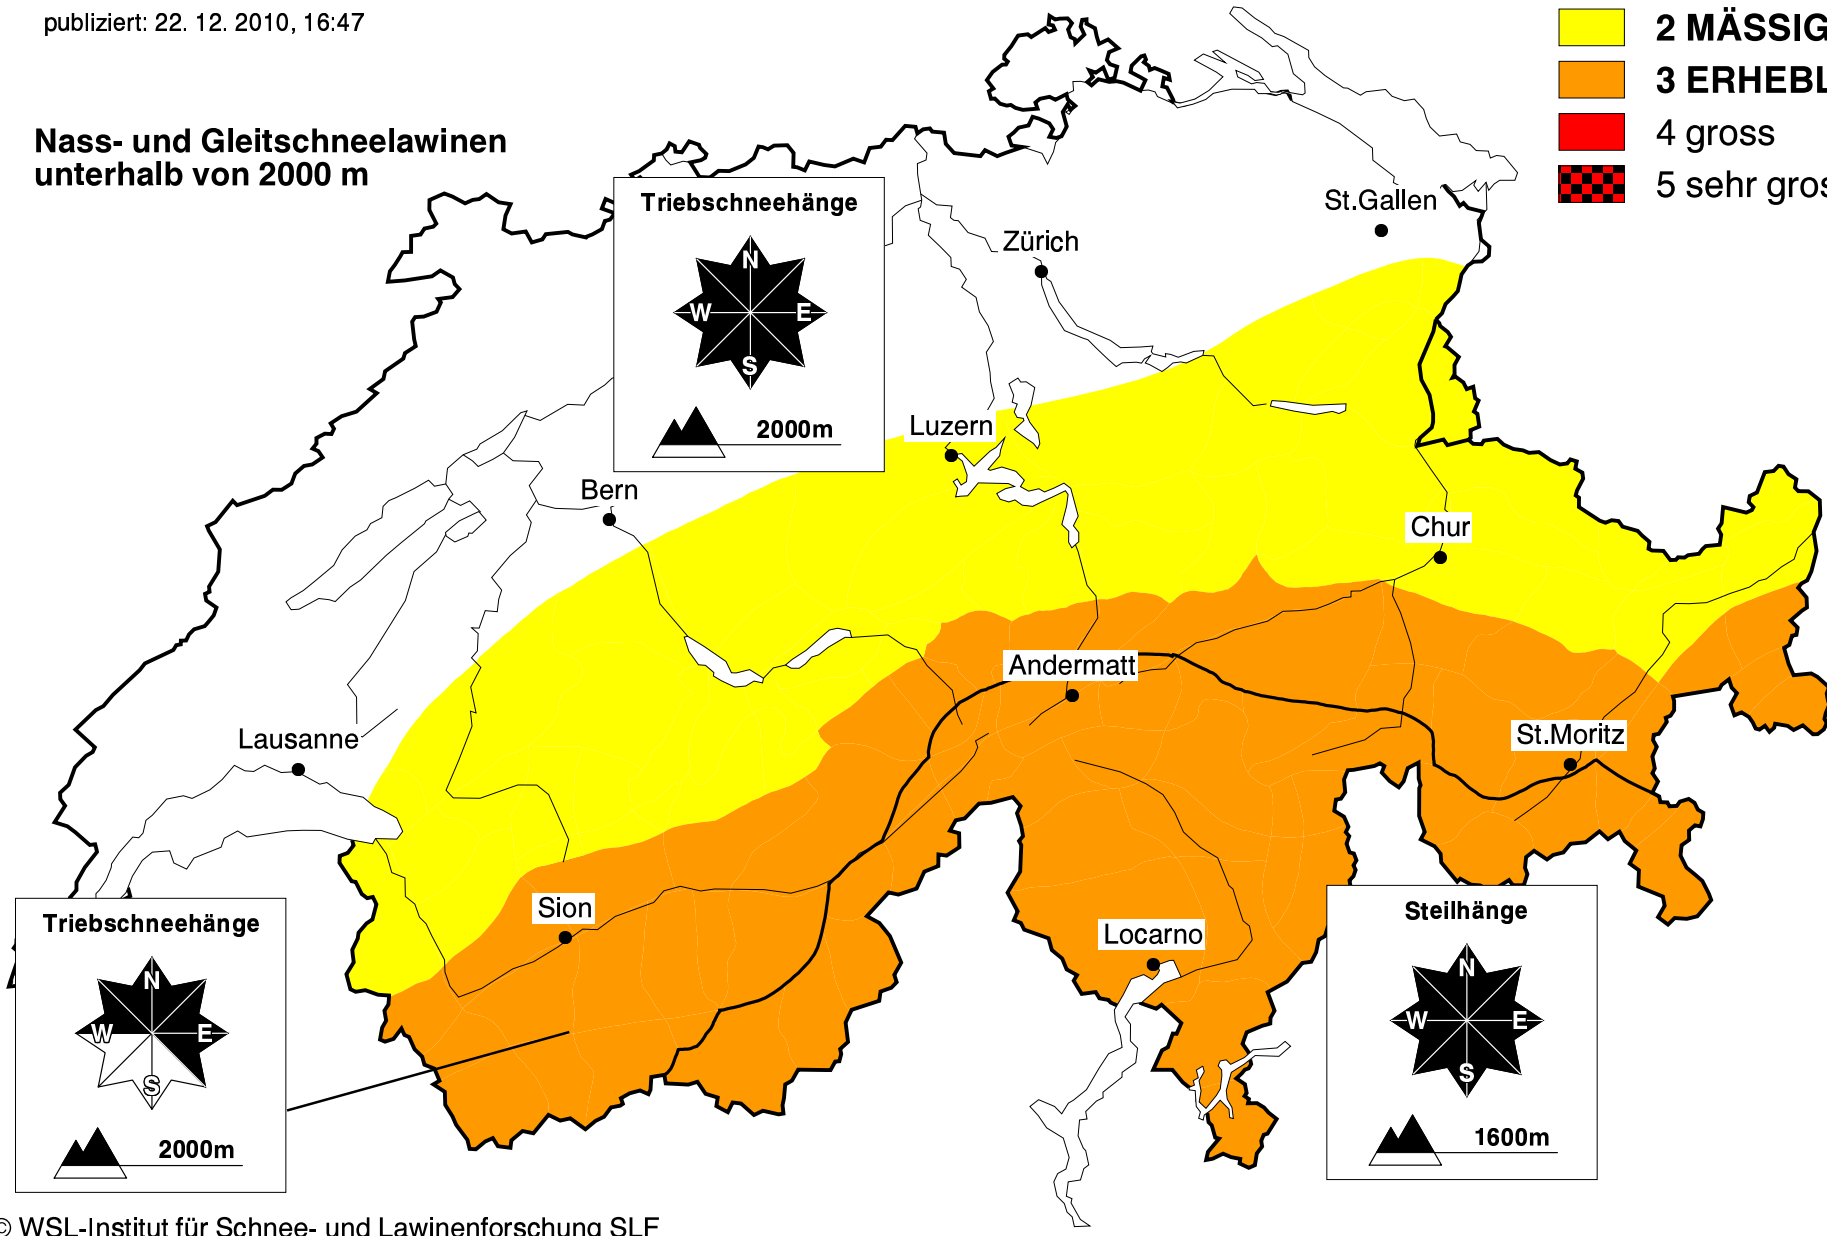 publiziert: 22. 12. 2010, 16:47
2 MÄSSIG
3 ERHEBL
4 gross
5 sehr gros
Nass- und Gleitschneelawinen
unterhalb von 2000 m
Triebschneehänge
N
W E
S
2000m
St.Gallen
Zürich
Luzern
Bern
Chur
Andermatt
Lausanne
St.Moritz
Sion
Locarno
Triebschneehänge
N
W E
S
2000m
Steilhänge
N
W E
S
1600m
© WSL-Institut für Schnee- und Lawinenforschung SLF